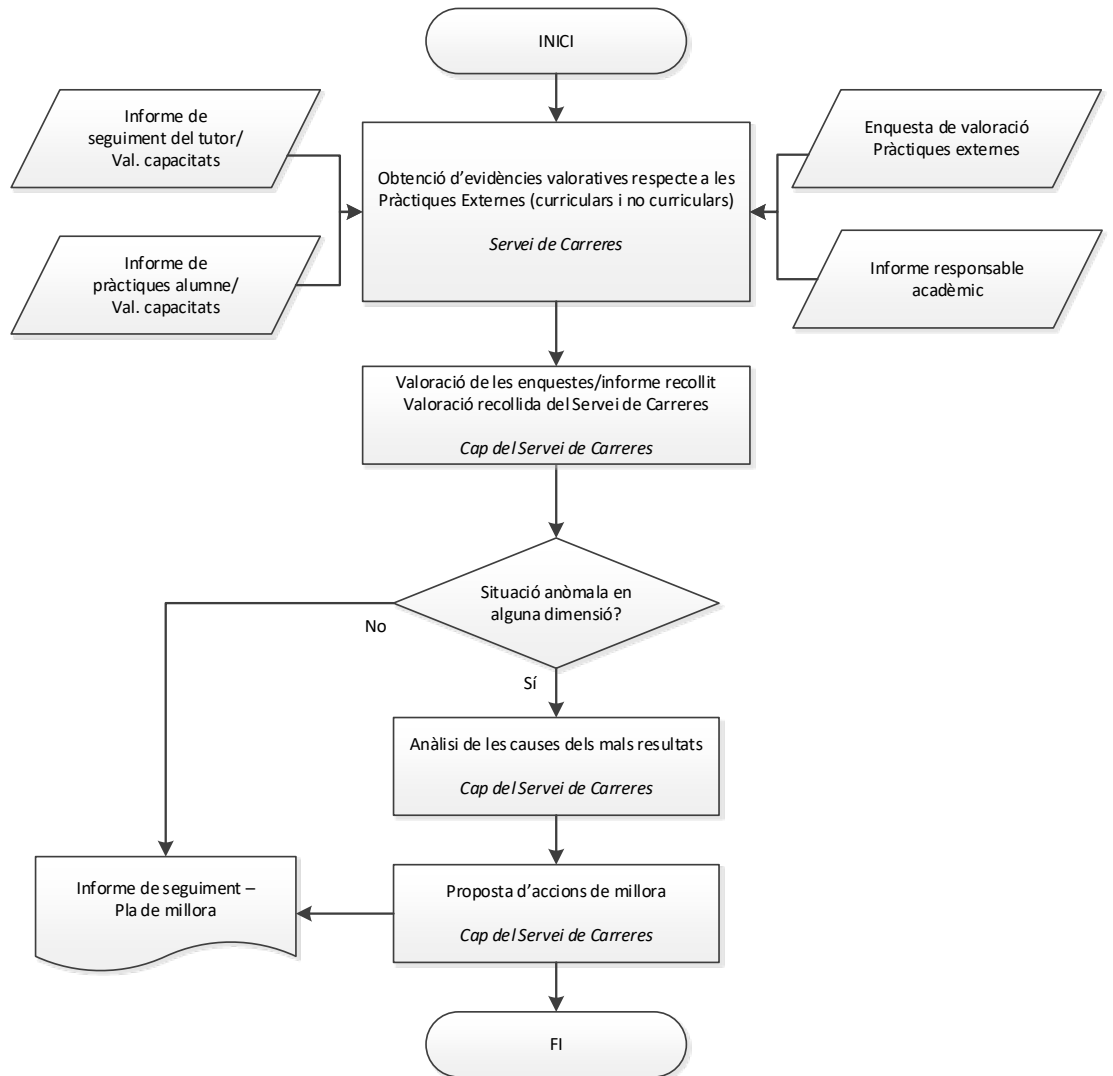 INICI
Informe de
seguiment del tutor/
Val. capacitats
Enquesta de valoració
Pràctiques externes
Obtenció d'evidències valoratives respecte a les
Pràctiques Externes (curriculars i no curriculars)
Servei de Carreres
Informe de
pràctiques alumne/
Val. capacitats
Informe responsable
acadèmic
Valoració de les enquestes/informe recollit
Valoració recollida del Servei de Carreres
Cap del Servei de Carreres
Situació anòmala en
alguna dimensió?
No
Sí
Anàlisi de les causes dels mals resultats
Cap del Servei de Carreres
Informe de seguiment –
Pla de millora
Proposta d'accions de millora
Cap del Servei de Carreres
FI